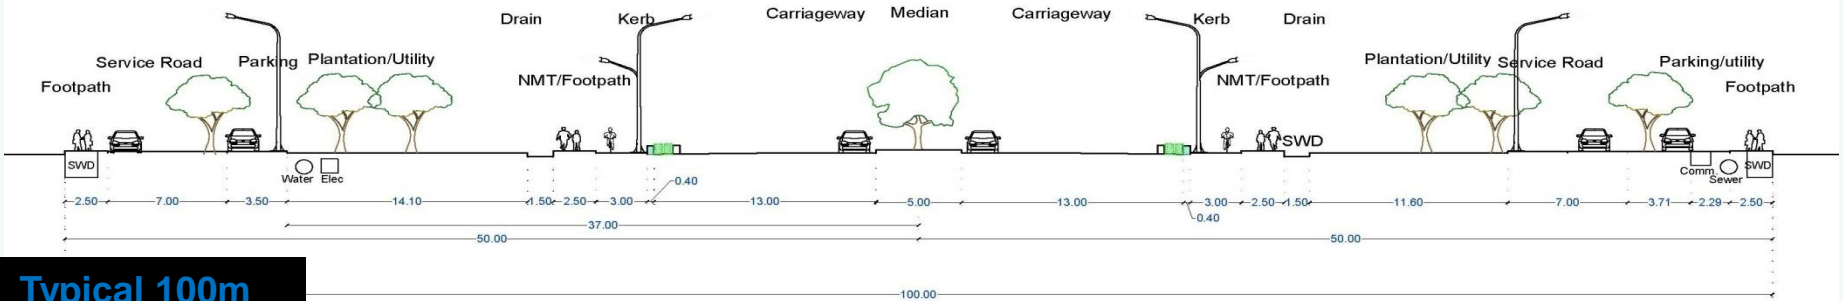 Drain Kerb Carriageway Median Carriageway Kerb Drain
Service Road Parking Plantation/Utility Plantation/Utility Service Road Parking/utility
Footpath NMT/Footpath NMT/Footpath Footpath
SWD
SWD Water Elec Comm. Sewer SWD
0.40
2.50 7.00 3.50 14.10 1.50 2.50 3.00 13.00 5.00 13.00 3.00 2.50 1.50 11.60 7.00 3.71 2.29 2.50
0.40
37.00
50.00 50.00
Typical 100m
100.00